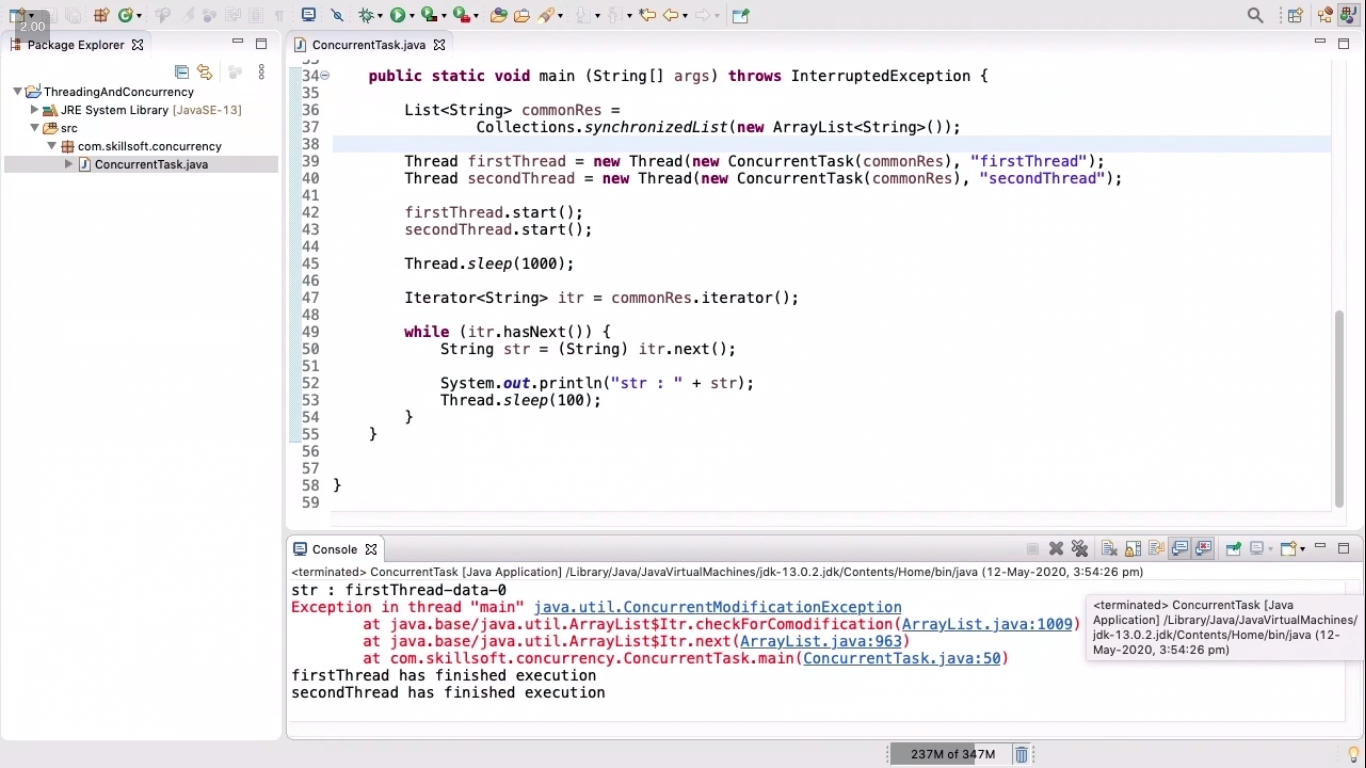 2.00
Package Explorer
ThreadingAndConcurrency
JRE System Library [JavaSE-13]
src
com.skillsoft.concurrency
ConcurrentTask.java
ConcurrentTask.java
34 public static void main (String[] args) throws InterruptedException {
35
36 List<String> commonRes =
37 Collections.synchronizedList(new ArrayList<String>());
38
39 Thread firstThread = new Thread(new ConcurrentTask(commonRes), "firstThread");
40 Thread secondThread = new Thread(new ConcurrentTask(commonRes), "secondThread");
41
42 firstThread.start();
43 secondThread.start();
44
45 Thread.sleep(1000);
46
47 Iterator<String> itr = commonRes.iterator();
48
49 while (itr.hasNext()) {
50 String str = (String) itr.next();
51
52 System.out.println("str : " + str);
53 Thread.sleep(100);
54 }
55 }
56
57
58 }
59
Console
<terminated> ConcurrentTask [Java Application] /Library/Java/JavaVirtualMachines/jdk-13.0.2.jdk/Contents/Home/bin/java (12-May-2020, 3:54:26 pm)
str : firstThread-data-0
Exception in thread "main" java.util.ConcurrentModificationException
at java.base/java.util.ArrayList$Itr.checkForComodification(ArrayList.java:1009)
at java.base/java.util.ArrayList$Itr.next(ArrayList.java:963)
at com.skillsoft.concurrency.ConcurrentTask.main(ConcurrentTask.java:50)
firstThread has finished execution
secondThread has finished execution
<terminated> ConcurrentTask [Java
Application] /Library/Java/JavaVirtualMachines/
jdk-13.0.2.jdk/Contents/Home/bin/java (12-
May-2020, 3:54:26 pm)
237M of 347M